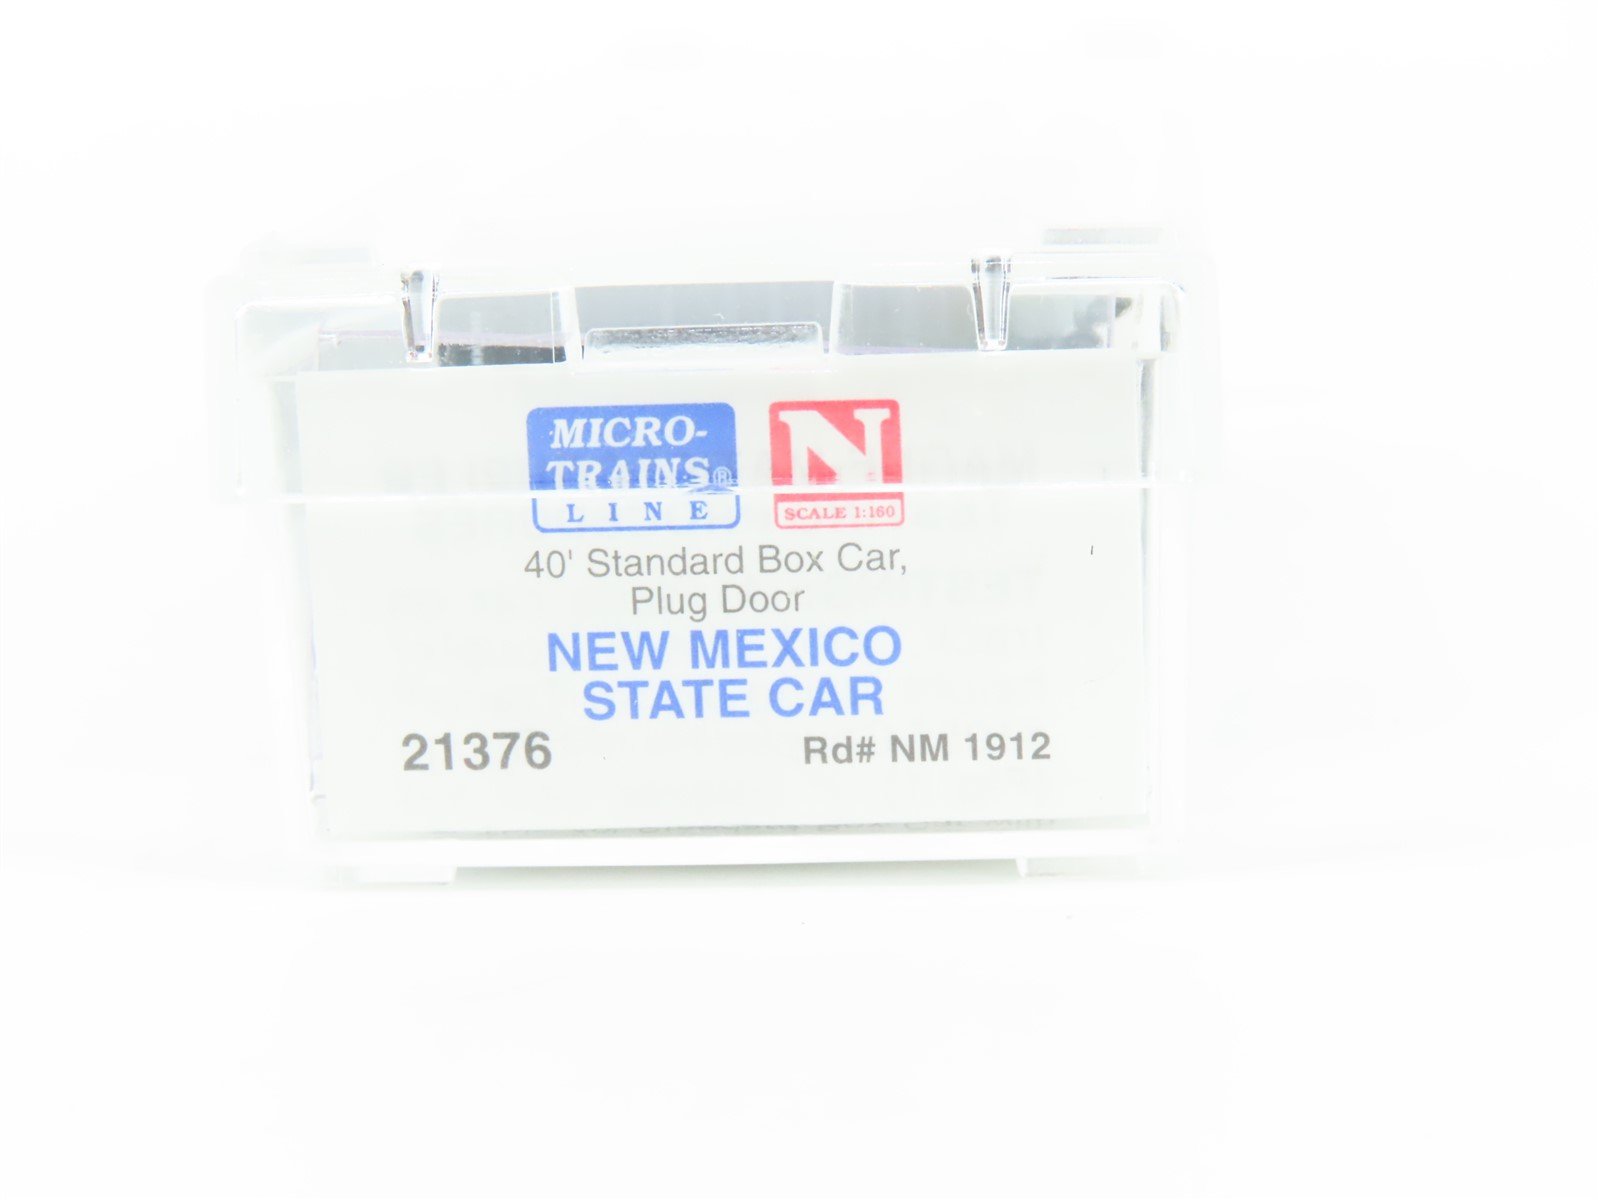 MICRO-
TRAINS®
LINE
N
SCALE 1:160
40' Standard Box Car,
Plug Door
NEW MEXICO
STATE CAR
21376 Rd# NM 1912